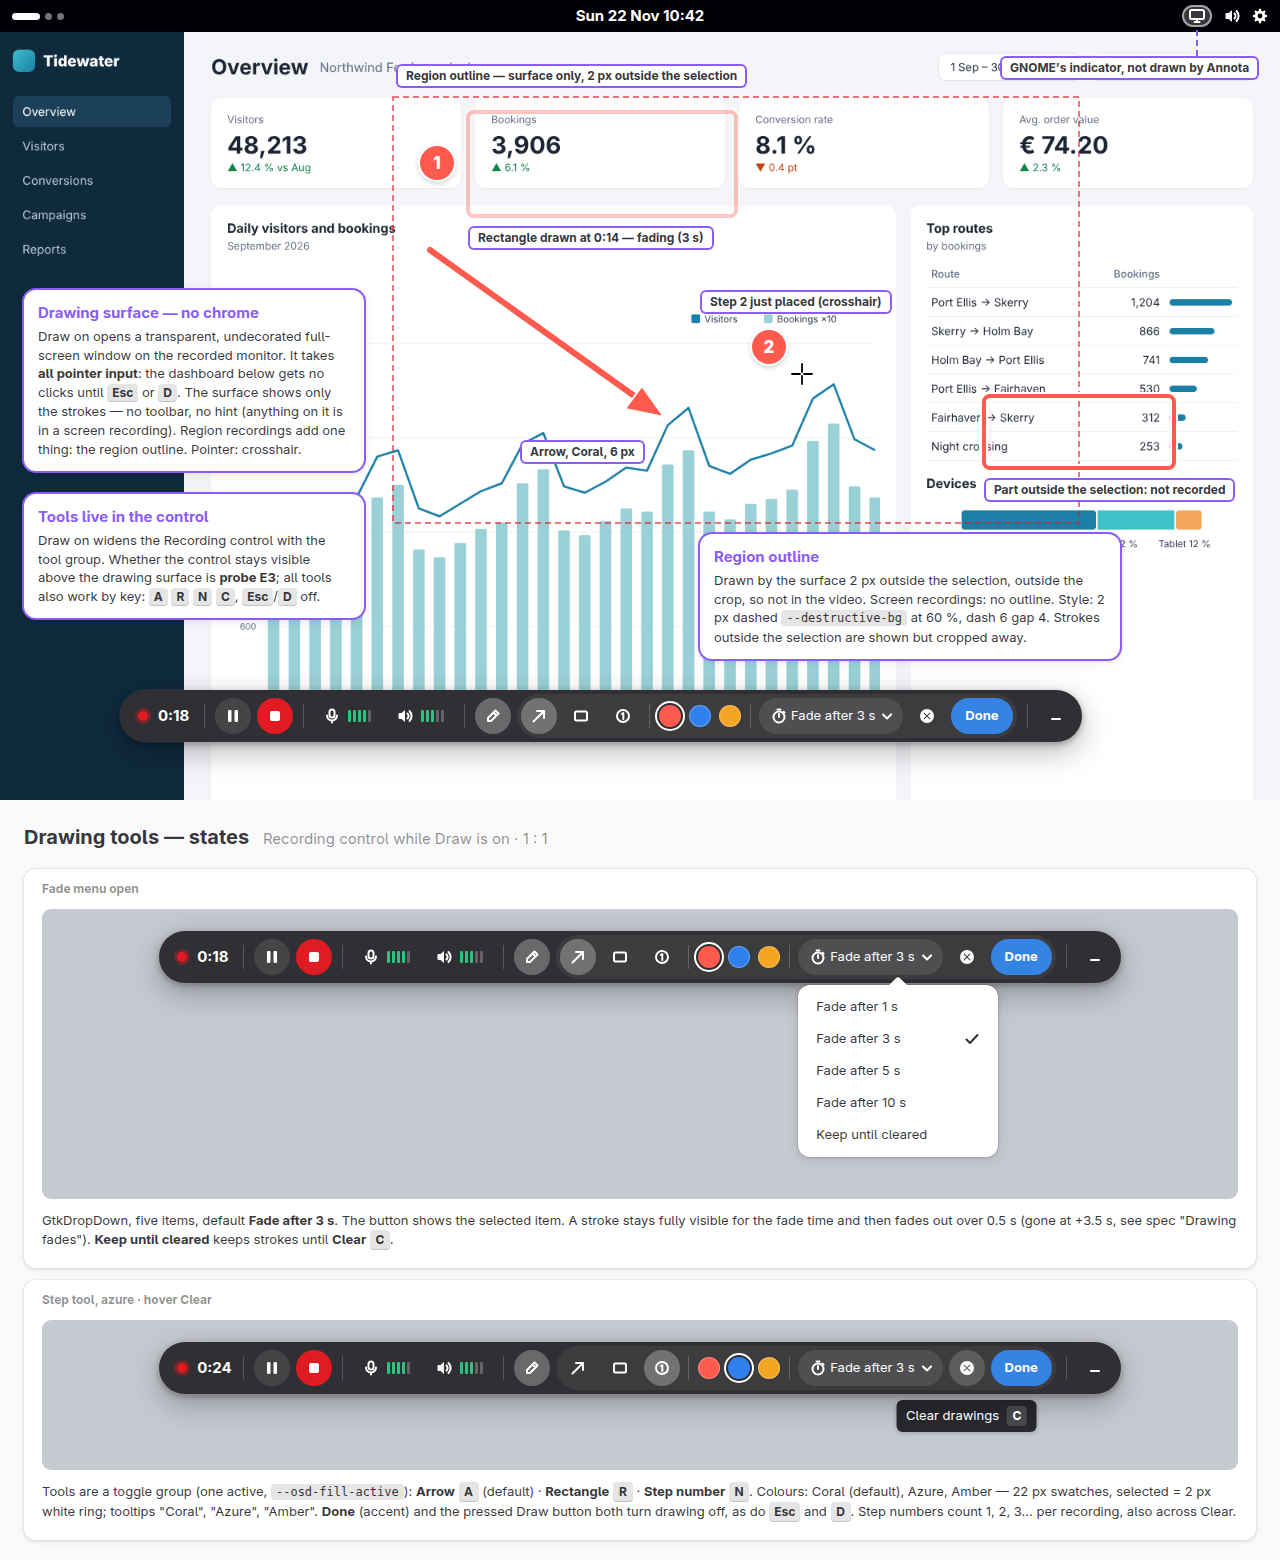 Sun 22 Nov 10:42
Tidewater
Overview
Visitors
Conversions
Campaigns
Reports
Overview
Region outline — surface only, 2 px outside the selection
1 Sep – 30
GNOME's indicator, not drawn by Annota
Visitors
48,213
▲ 12.4 % vs Aug
1
Bookings
3,906
▲ 6.1 %
Conversion rate
8.1 %
▼ 0.4 pt
Avg. order value
€ 74.20
▲ 2.3 %
Rectangle drawn at 0:14 — fading (3 s)
Daily visitors and bookings
September 2026
Step 2 just placed (crosshair)
Visitors
Bookings ×10
2
Arrow, Coral, 6 px
600
Top routes
by bookings
Route Bookings
Port Ellis → Skerry 1,204
Skerry → Holm Bay 866
Holm Bay → Port Ellis 741
Port Ellis → Fairhaven 530
Fairhaven → Skerry 312
Night crossing 253
Devices
Part outside the selection: not recorded
2 %
Tablet 12 %
Drawing surface — no chrome
Draw on opens a transparent, undecorated full-
screen window on the recorded monitor. It takes
all pointer input: the dashboard below gets no
clicks until Esc or D. The surface shows only
the strokes — no toolbar, no hint (anything on it is
in a screen recording). Region recordings add one
thing: the region outline. Pointer: crosshair.
Tools live in the control
Draw on widens the Recording control with the
tool group. Whether the control stays visible
above the drawing surface is probe E3; all tools
also work by key: A R N C, Esc/D off.
Region outline
Drawn by the surface 2 px outside the selection, outside the
crop, so not in the video. Screen recordings: no outline. Style: 2
px dashed --destructive-bg at 60 %, dash 6 gap 4. Strokes
outside the selection are shown but cropped away.
0:18
1
Fade after 3 s
Done
Drawing tools — states
Recording control while Draw is on · 1 : 1
Fade menu open
0:18
1
Fade after 3 s
Done
Fade after 1 s
Fade after 3 s
Fade after 5 s
Fade after 10 s
Keep until cleared
GtkDropDown, five items, default Fade after 3 s. The button shows the selected item. A stroke stays fully visible for the fade time and then fades out over 0.5 s (gone at +3.5 s, see spec "Drawing
fades"). Keep until cleared keeps strokes until Clear C.
Step tool, azure · hover Clear
0:24
1
Fade after 3 s
Done
Clear drawings C
Tools are a toggle group (one active, --osd-fill-active): Arrow A (default) · Rectangle R · Step number N. Colours: Coral (default), Azure, Amber — 22 px swatches, selected = 2 px
white ring; tooltips "Coral", "Azure", "Amber". Done (accent) and the pressed Draw button both turn drawing off, as do Esc and D. Step numbers count 1, 2, 3… per recording, also across Clear.